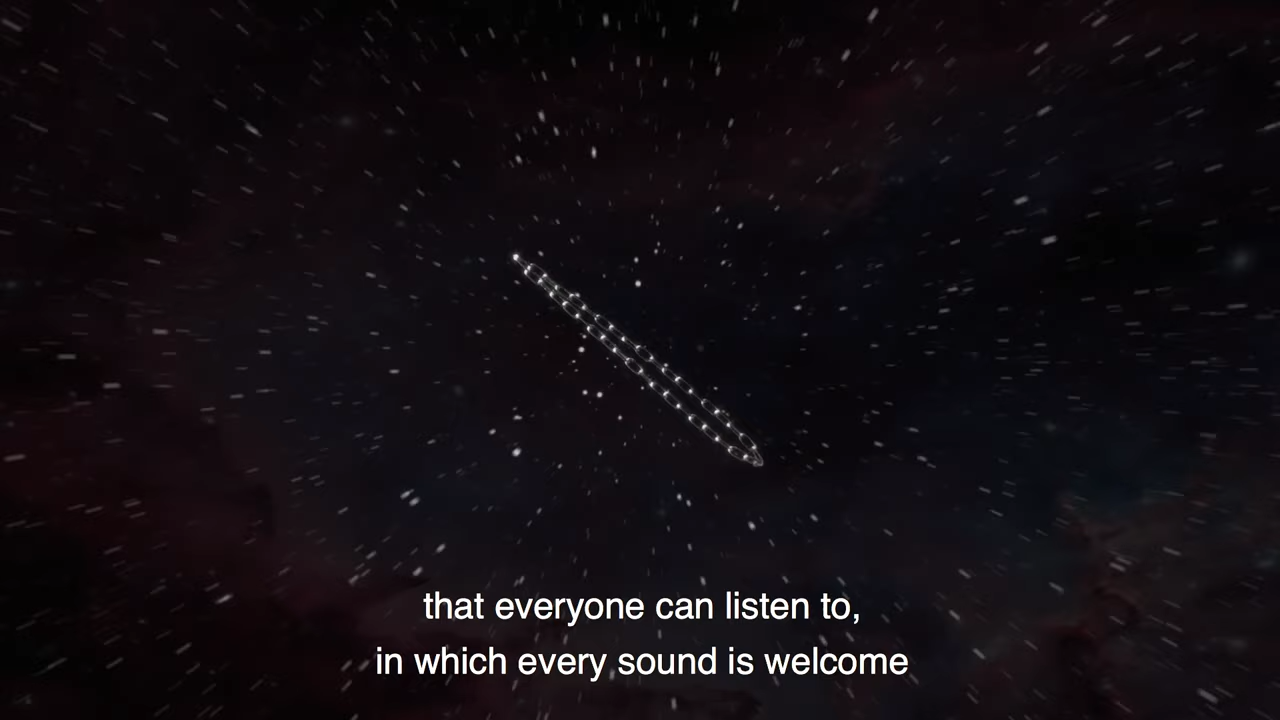 that everyone can listen to,
in which every sound is welcome